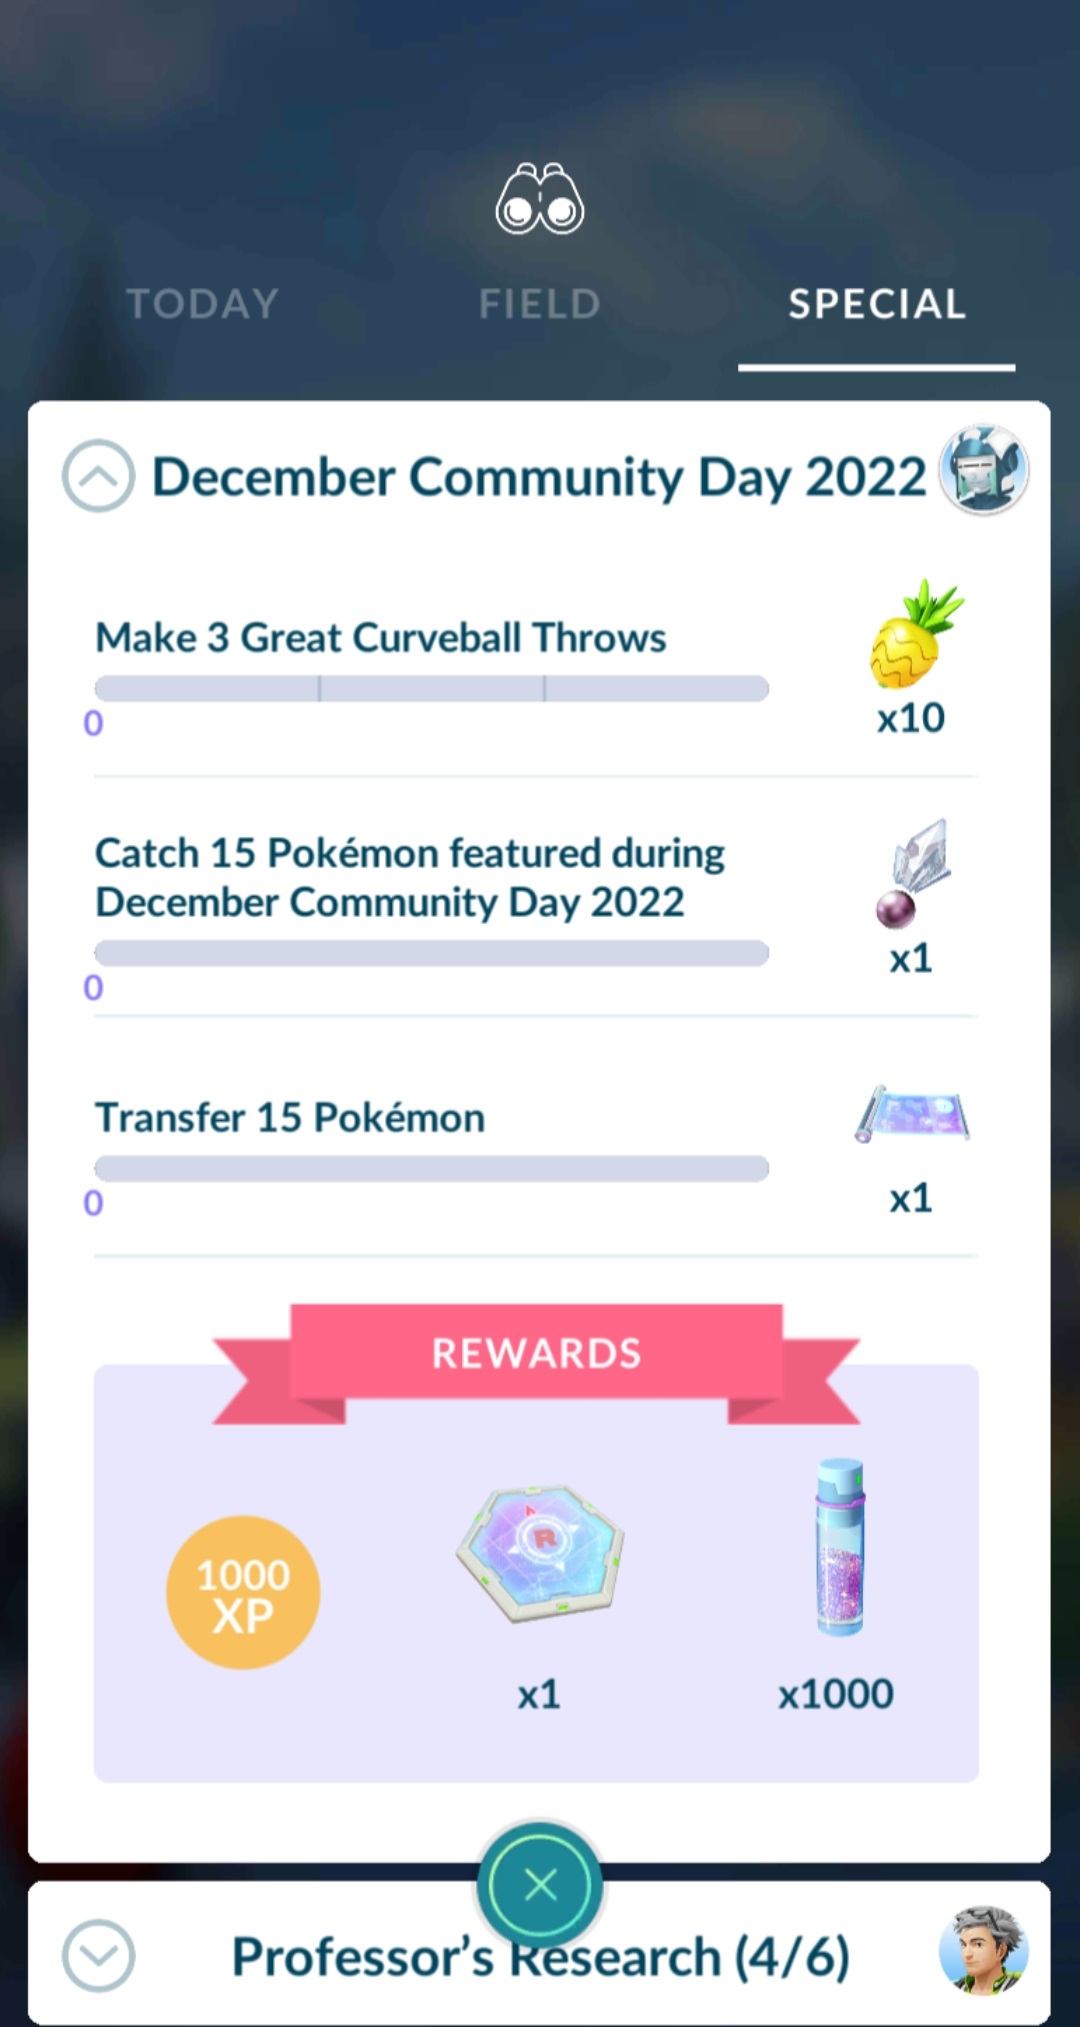 TODAY
FIELD
SPECIAL
December Community Day 2022
Make 3 Great Curveball Throws
0
x10
Catch 15 Pokémon featured during
December Community Day 2022
0
x1
Transfer 15 Pokémon
0
x1
REWARDS
1000
XP
R
x1
x1000
Professor's Research (4/6)